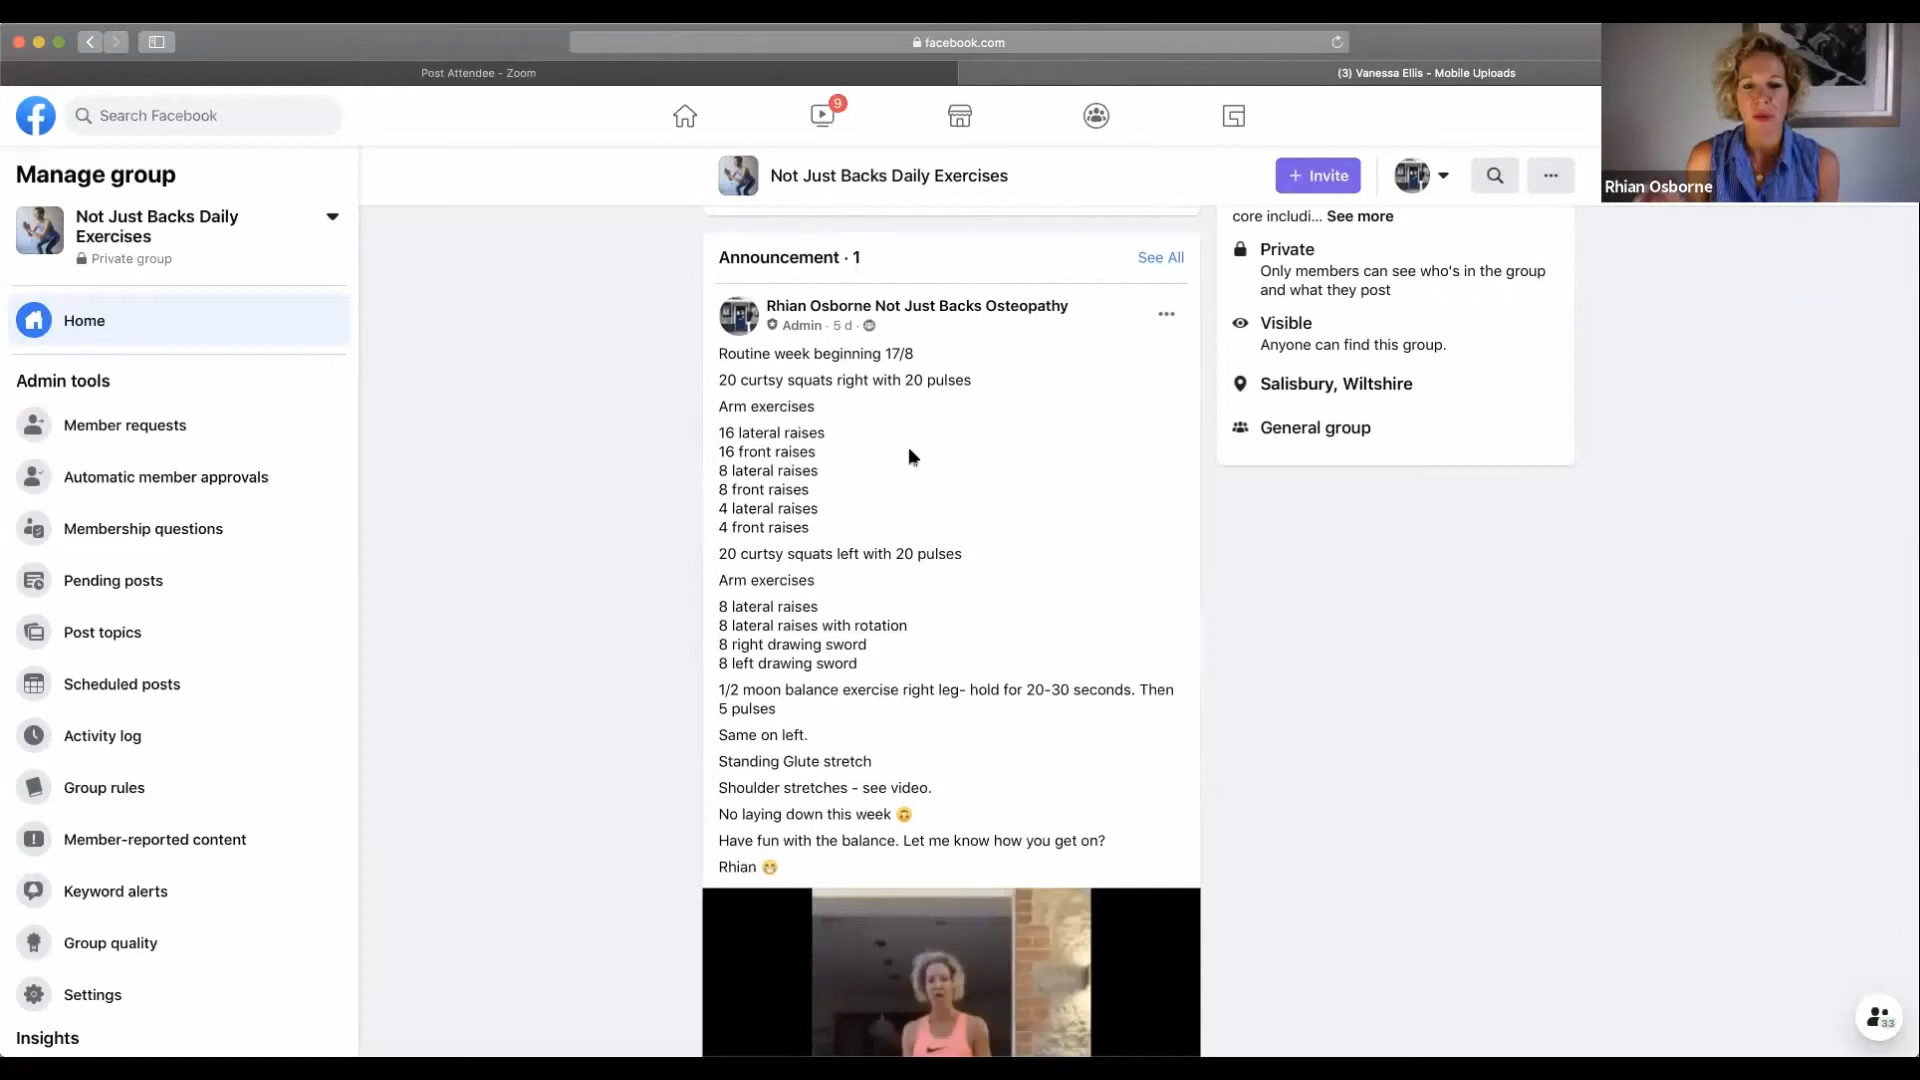 facebook.com
Post Attendee - Zoom
(3) Vanessa Ellis - Mobile Uploads
Search Facebook
9
Rhian Osborne
Manage group
Not Just Backs Daily Exercises
Private group
Home
Admin tools
Member requests
Automatic member approvals
Membership questions
Pending posts
Post topics
Scheduled posts
Activity log
Group rules
Member-reported content
Keyword alerts
Group quality
Settings
Insights
Not Just Backs Daily Exercises
+ Invite
Announcement · 1
See All
Rhian Osborne Not Just Backs Osteopathy
Admin · 5 d ·
Routine week beginning 17/8
20 curtsy squats right with 20 pulses
Arm exercises
16 lateral raises
16 front raises
8 lateral raises
8 front raises
4 lateral raises
4 front raises
20 curtsy squats left with 20 pulses
Arm exercises
8 lateral raises
8 lateral raises with rotation
8 right drawing sword
8 left drawing sword
1/2 moon balance exercise right leg- hold for 20-30 seconds. Then
5 pulses
Same on left.
Standing Glute stretch
Shoulder stretches - see video.
No laying down this week 🙃
Have fun with the balance. Let me know how you get on?
Rhian 😁
core includi... See more
Private
Only members can see who's in the group
and what they post
Visible
Anyone can find this group.
Salisbury, Wiltshire
General group
33